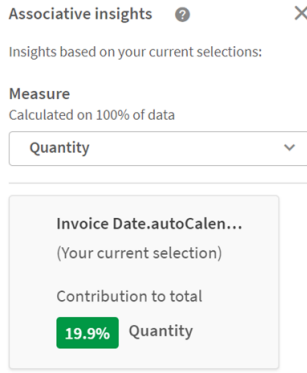 Associative insights
Insights based on your current selections:
Measure
Calculated on 100% of data
Quantity
Invoice Date.autoCalen...
(Your current selection)
Contribution to total
19.9% Quantity